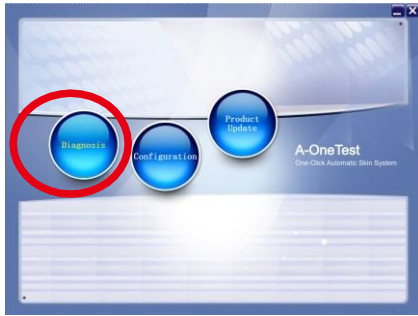 Product
Update
Diagnosis
Configuration
A-OneTest
One-Click Automatic Skin System